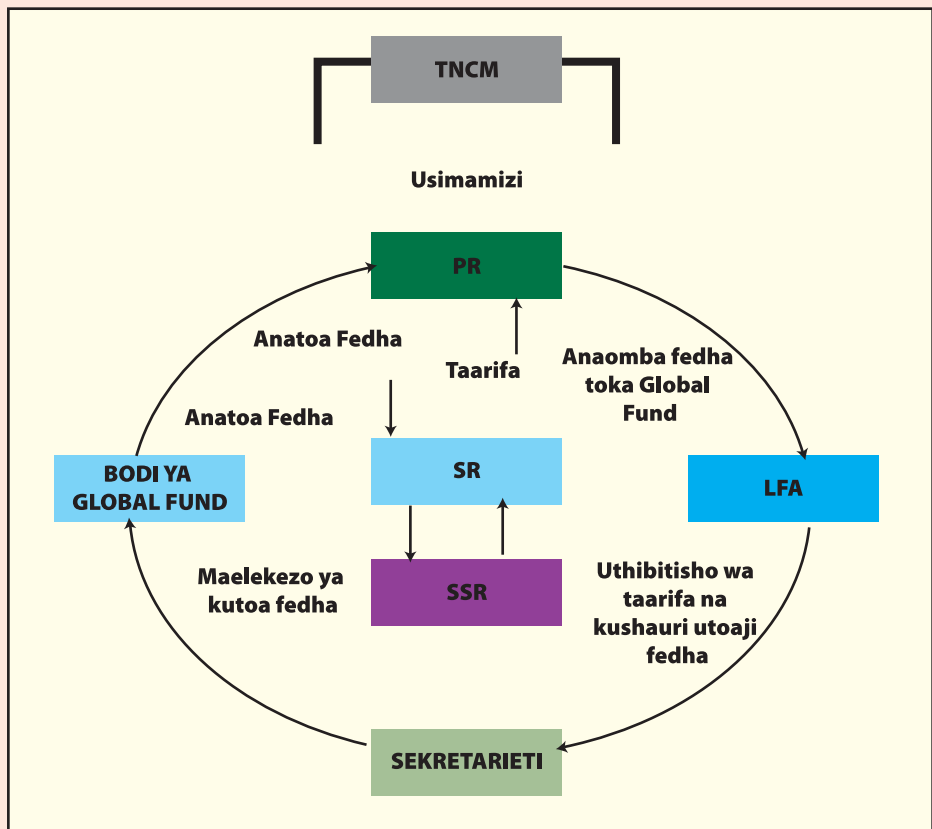 TNCM
Usimamizi
PR
Anatoa Fedha
Taarifa
Anaomba fedha
toka Global
Fund
Anatoa Fedha
BODI YA
GLOBAL FUND
SR
LFA
Maelekezo ya
kutoa fedha
SSR
Uthibitisho wa
taarifa na
kushauri utoaji
fedha
SEKRETARIETI